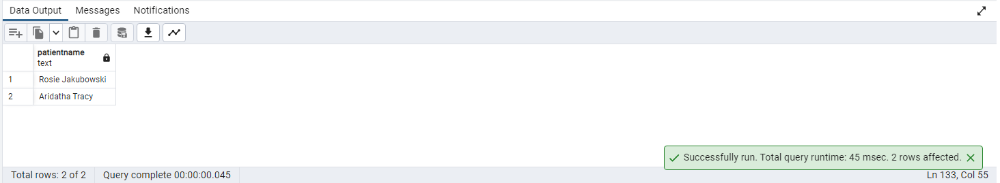 Data Output Messages Notifications
patientname
text
1 Rosie Jakubowski
2 Aridatha Tracy
Successfully run. Total query runtime: 45 msec. 2 rows affected.
Total rows: 2 of 2 Query complete 00:00:00.045 Ln 133, Col 55